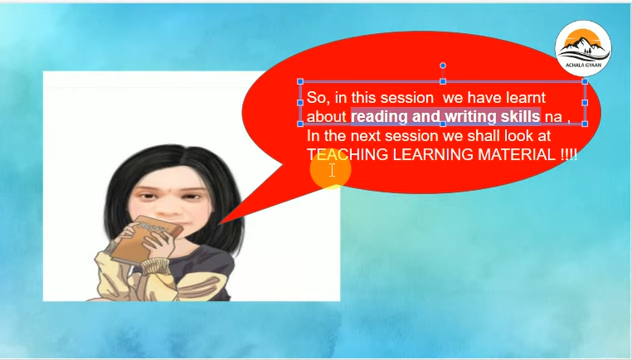 ACHALA GYAAN
So, in this session we have learnt
about reading and writing skills na ,
In the next session we shall look at
TEACHING LEARNING MATERIAL !!!!